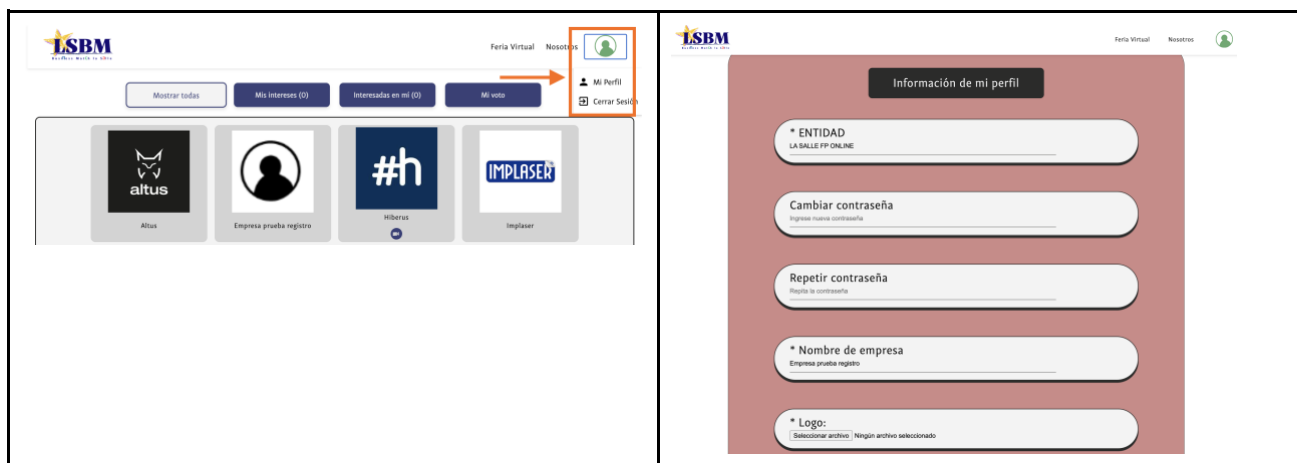 LSBM
Feria Virtual Nosotros
Mi Perfil
Cerrar Sesión
Mostrar todas Mis intereses (0) Interesadas en mi (0) Mi voto
altus
#h
IMPLASER
Altus Empresa prueba registro Hiberus Implaser
LSBM
Feria Virtual Nosotros
Información de mi perfil
* ENTIDAD
LA SALLE FP ONLINE
Cambiar contraseña
Ingrese nueva contraseña
Repetir contraseña
Repita la contraseña
* Nombre de empresa
Empresa prueba registro
* Logo:
Seleccionar archivo Ningún archivo seleccionado